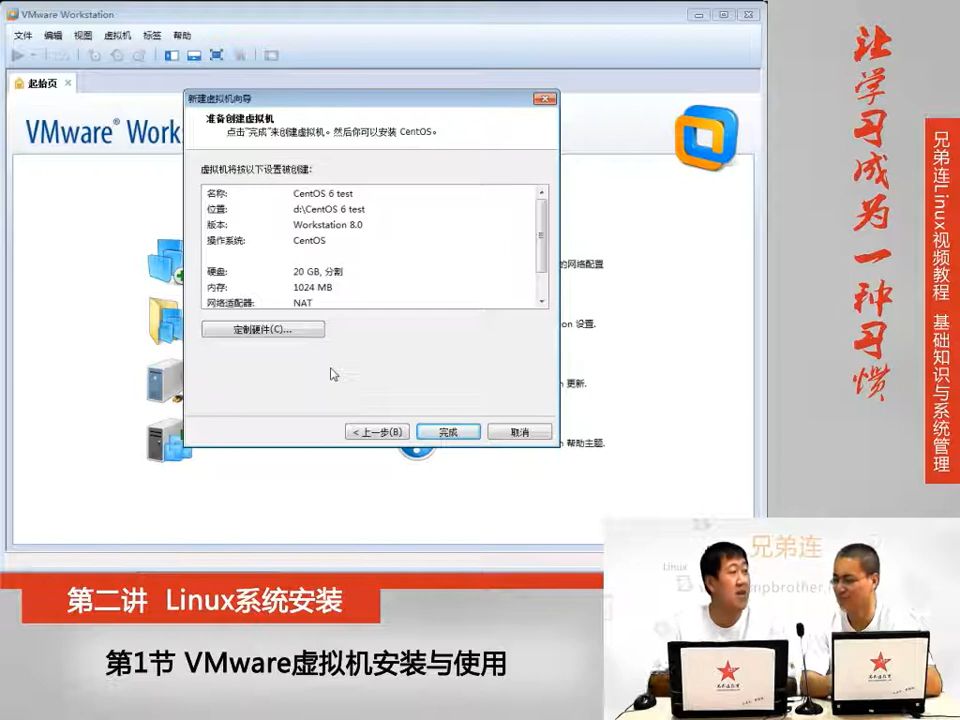 VMware Workstation
文件 编辑 视图 虚拟机 标签 帮助
起始页
VMware® Work
新建虚拟机向导
准备创建虚拟机
点击"完成"来创建虚拟机。然后你可以安装 CentOS。
虚拟机将按以下设置被创建:
名称: CentOS 6 test
位置: d:\CentOS 6 test
版本: Workstation 8.0
操作系统: CentOS
硬盘: 20 GB, 分割
内存: 1024 MB
网络适配器: NAT
定制硬件(C)...
< 上一步(B) 完成 取消
的网络配置
on 设置.
n 更新.
帮助主题.
让学习成为一种习惯
兄弟连Linux视频教程 基础知识与系统管理
第二讲 Linux系统安装
第1节 VMware虚拟机安装与使用
兄弟连
Linux
mpbrother.